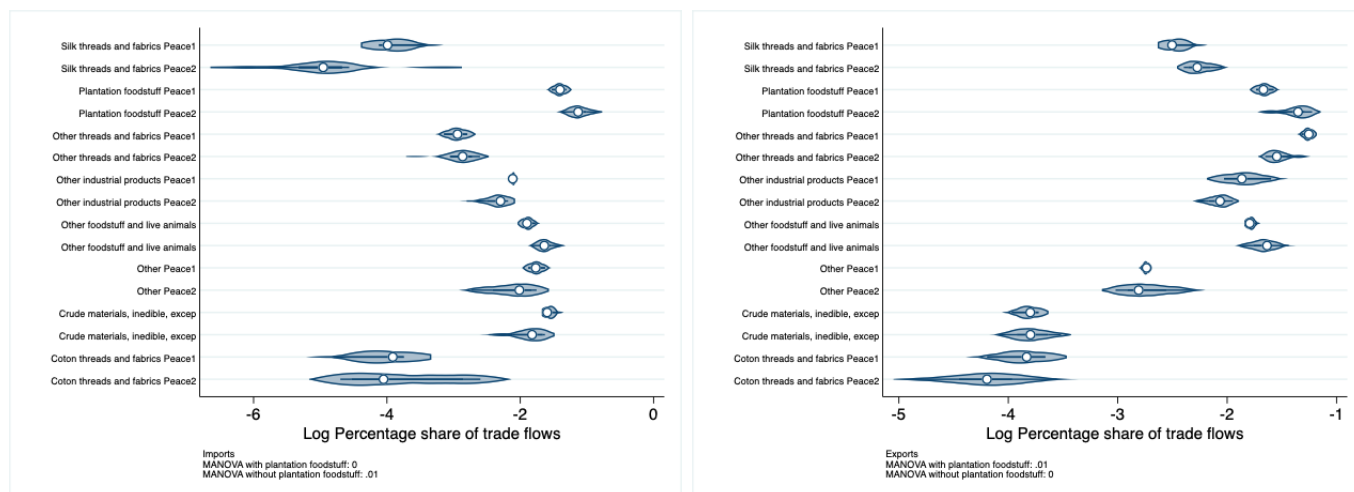 Silk threads and fabrics Peace1
Silk threads and fabrics Peace2
Plantation foodstuff Peace1
Plantation foodstuff Peace2
Other threads and fabrics Peace1
Other threads and fabrics Peace2
Other industrial products Peace1
Other industrial products Peace2
Other foodstuff and live animals
Other foodstuff and live animals
Other Peace1
Other Peace2
Crude materials, inedible, excep
Crude materials, inedible, excep
Coton threads and fabrics Peace1
Coton threads and fabrics Peace2
-6 -4 -2 0
Log Percentage share of trade flows
Imports
MANOVA with plantation foodstuff: 0
MANOVA without plantation foodstuff: .01
Silk threads and fabrics Peace1
Silk threads and fabrics Peace2
Plantation foodstuff Peace1
Plantation foodstuff Peace2
Other threads and fabrics Peace1
Other threads and fabrics Peace2
Other industrial products Peace1
Other industrial products Peace2
Other foodstuff and live animals
Other foodstuff and live animals
Other Peace1
Other Peace2
Crude materials, inedible, excep
Crude materials, inedible, excep
Coton threads and fabrics Peace1
Coton threads and fabrics Peace2
-5 -4 -3 -2 -1
Log Percentage share of trade flows
Exports
MANOVA with plantation foodstuff: .01
MANOVA without plantation foodstuff: 0